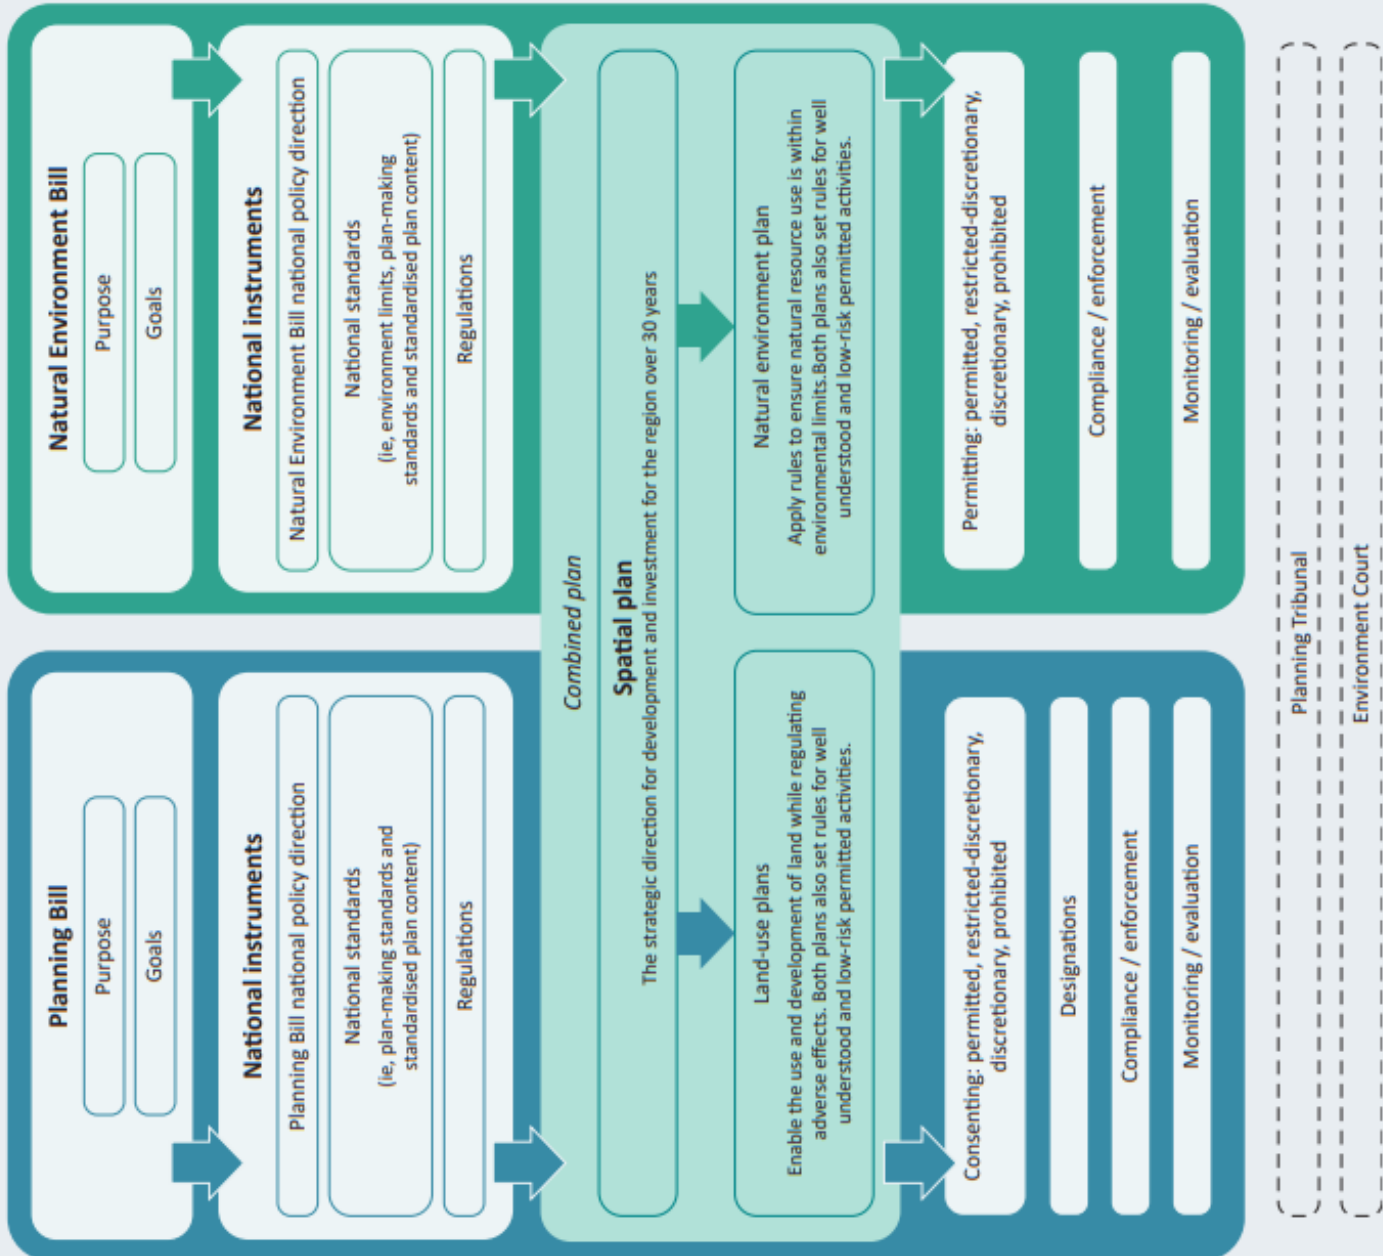 Planning Bill
Purpose
Goals
National instruments
Planning Bill national policy direction
National standards
(ie, plan-making standards and
standardised plan content)
Regulations
Natural Environment Bill
Purpose
Goals
National instruments
Natural Environment Bill national policy direction
National standards
(ie, environment limits, plan-making
standards and standardised plan content)
Regulations
Combined plan
Spatial plan
The strategic direction for development and investment for the region over 30 years
Land-use plans
Enable the use and development of land while regulating
adverse effects. Both plans also set rules for well
understood and low-risk permitted activities.
Natural environment plan
Apply rules to ensure natural resource use is within
environmental limits.Both plans also set rules for well
understood and low-risk permitted activities.
Consenting: permitted, restricted-discretionary,
discretionary, prohibited
Designations
Compliance / enforcement
Monitoring / evaluation
Permitting: permitted, restricted-discretionary,
discretionary, prohibited
Compliance / enforcement
Monitoring / evaluation
Planning Tribunal
Environment Court